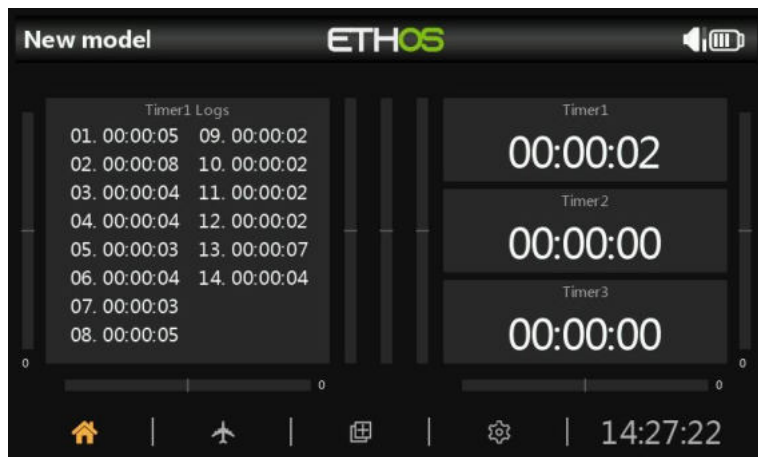 New model
ETHOS
Timer1 Logs
01. 00:00:05 09. 00:00:02
02. 00:00:08 10. 00:00:02
03. 00:00:04 11. 00:00:02
04. 00:00:04 12. 00:00:02
05. 00:00:03 13. 00:00:07
06. 00:00:04 14. 00:00:04
07. 00:00:03
08. 00:00:05
Timer1
00:00:02
Timer2
00:00:00
Timer3
00:00:00
0
0
0
0
14:27:22